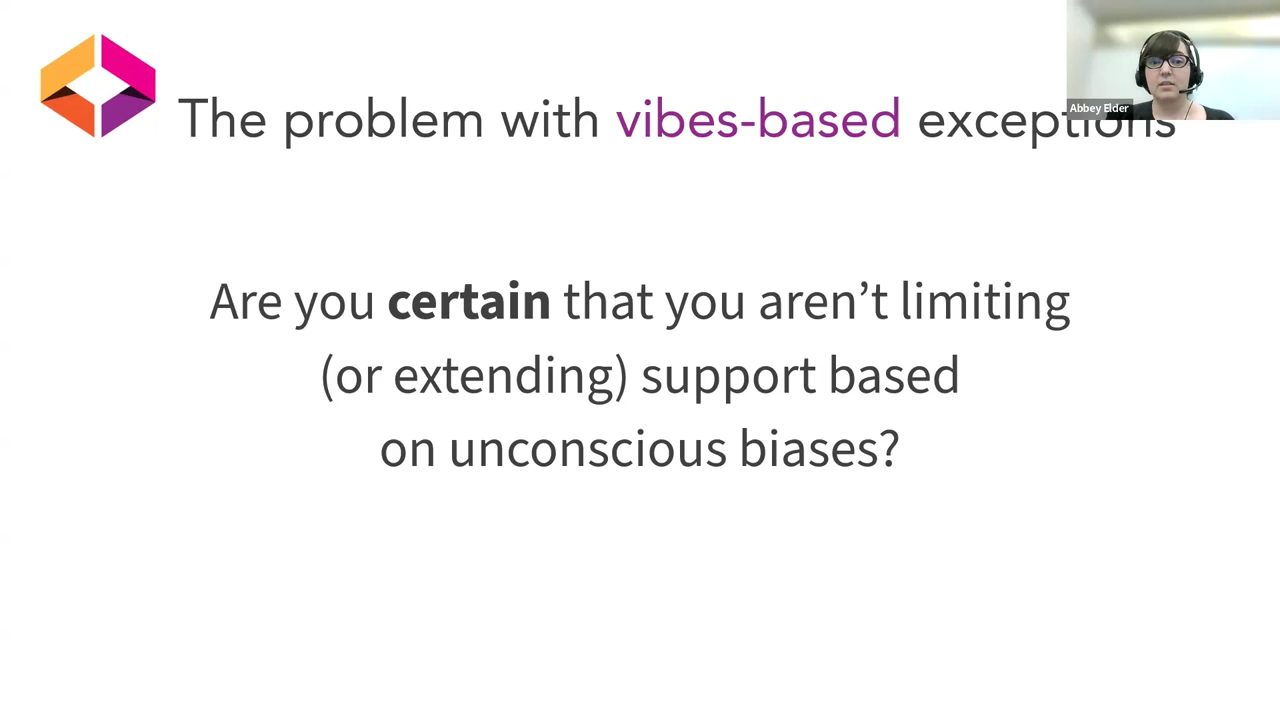 The problem with vibes-based exceptions
Abbey Elder
Are you certain that you aren’t limiting
(or extending) support based
on unconscious biases?